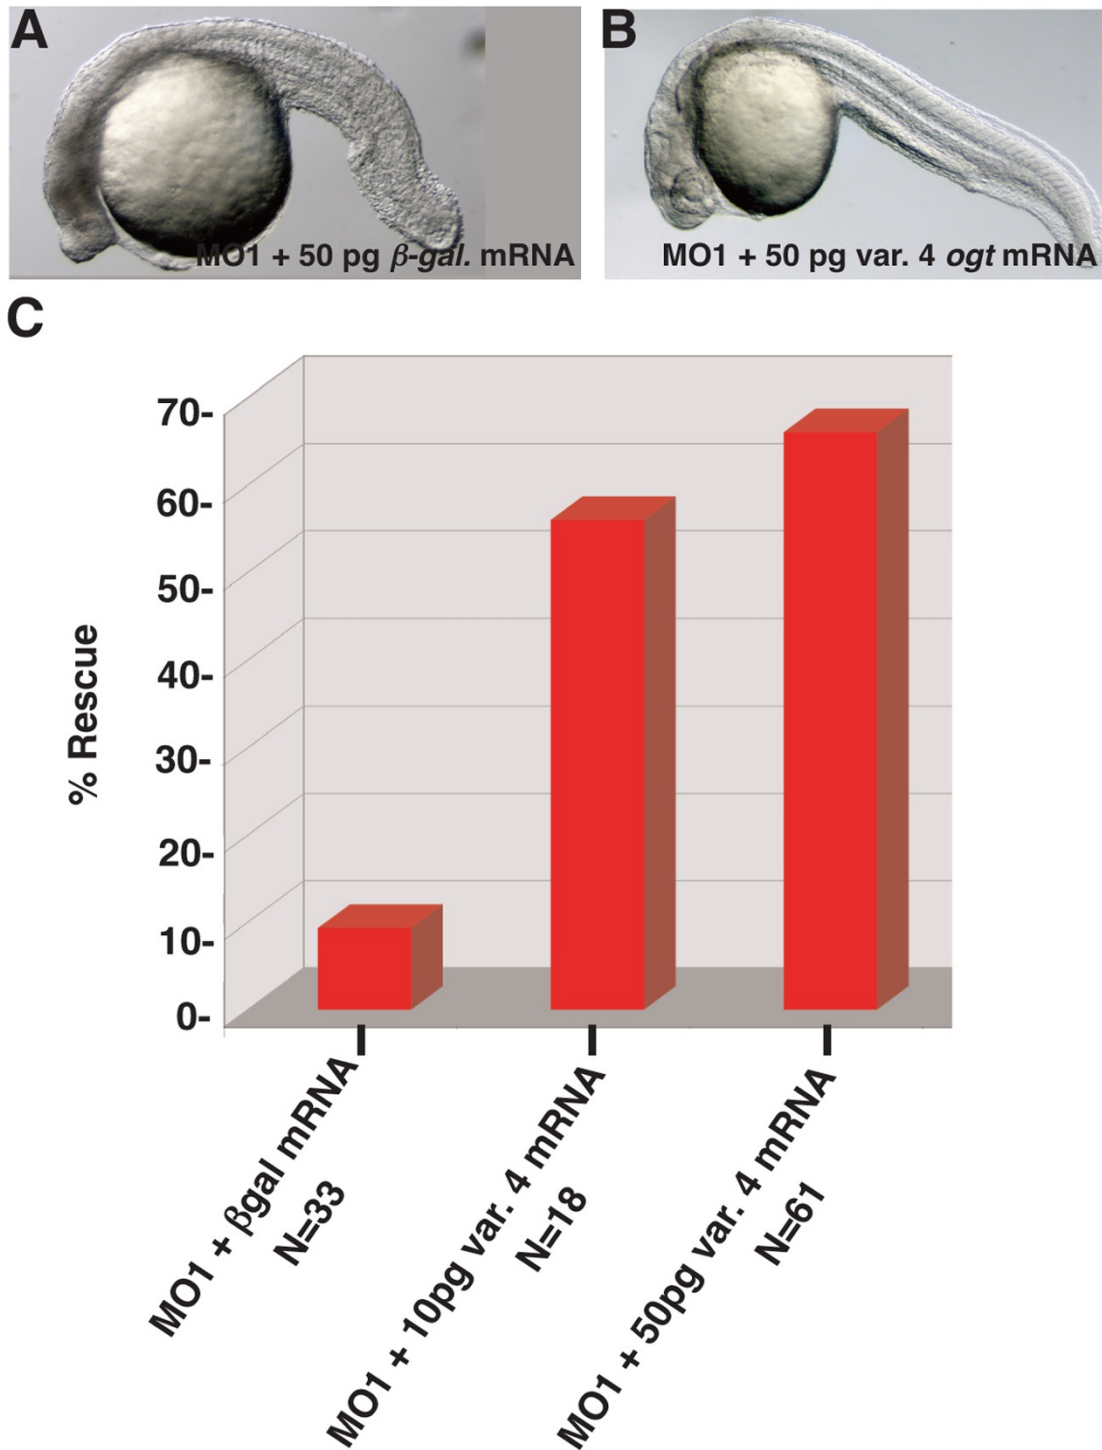 A
B
MO1 + 50 pg β-gal. mRNA
MO1 + 50 pg var. 4 ogt mRNA
C
70-
60-
50-
40-
30-
20-
10-
0-
% Rescue
MO1 + βgal mRNA
N=33
MO1 + 10pg var. 4 mRNA
N=18
MO1 + 50pg var. 4 mRNA
N=61